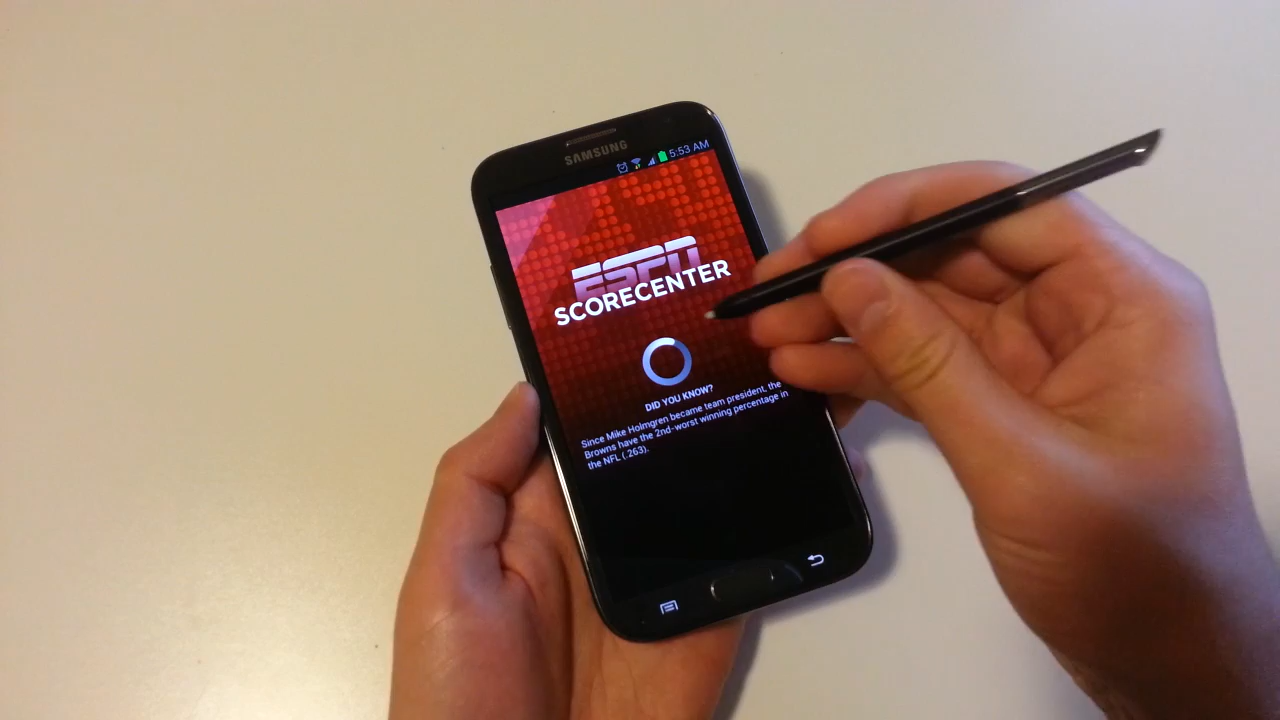 SAMSUNG
5:53 AM
ESPN
SCORECENTER
DID YOU KNOW?
Since Mike Holmgren became team president, the
Browns have the 2nd-worst winning percentage in
the NFL (.263).